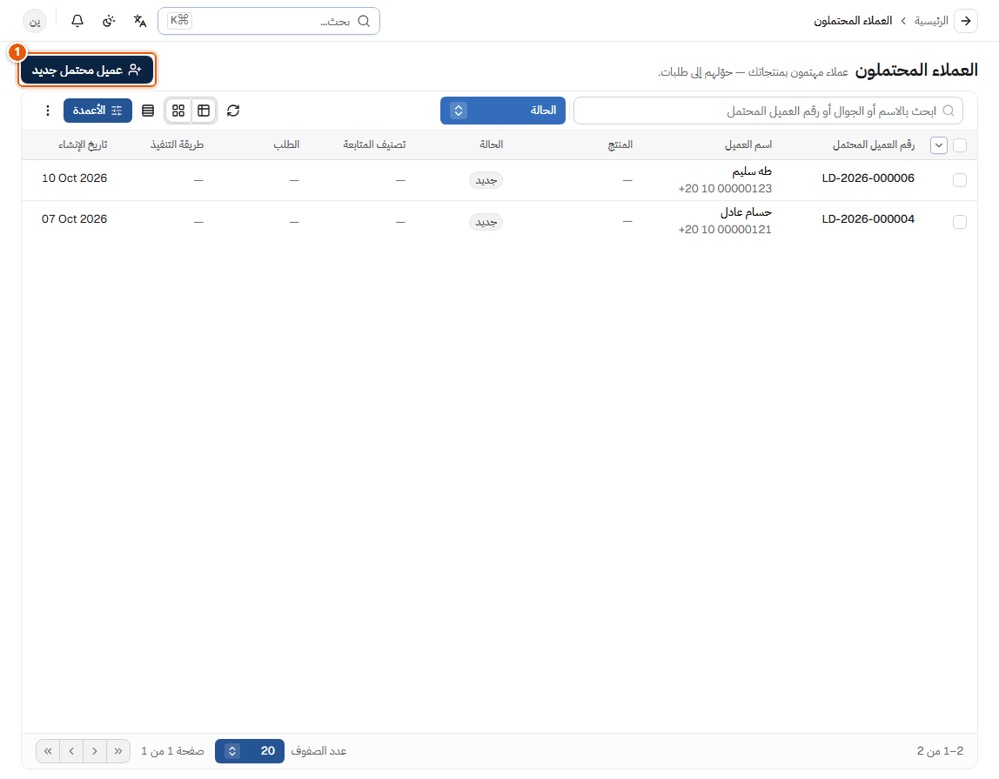 الرئيسية › العملاء المحتملون
بحث... ⌘K
ين
العملاء المحتملون
عملاء مهتمون بمنتجاتك — حوّلهم إلى طلبات.
1
عميل محتمل جديد
ابحث بالاسم أو الجوال أو رقم العميل المحتمل
الحالة
الأعمدة
رقم العميل المحتمل اسم العميل المنتج الحالة تصنيف المتابعة الطلب طريقة التنفيذ تاريخ الإنشاء
LD-2026-000006 طه سليم — جديد — — — 10 Oct 2026
+20 10 00000123
LD-2026-000004 حسام عادل — جديد — — — 07 Oct 2026
+20 10 00000121
1–2 من 2
عدد الصفوف 20 صفحة 1 من 1